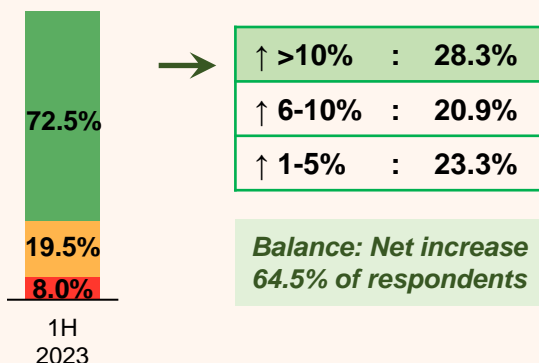 72.5%
19.5%
8.0%
1H
2023
↑ >10% : 28.3%
↑ 6-10% : 20.9%
↑ 1-5% : 23.3%
Balance: Net increase
64.5% of respondents